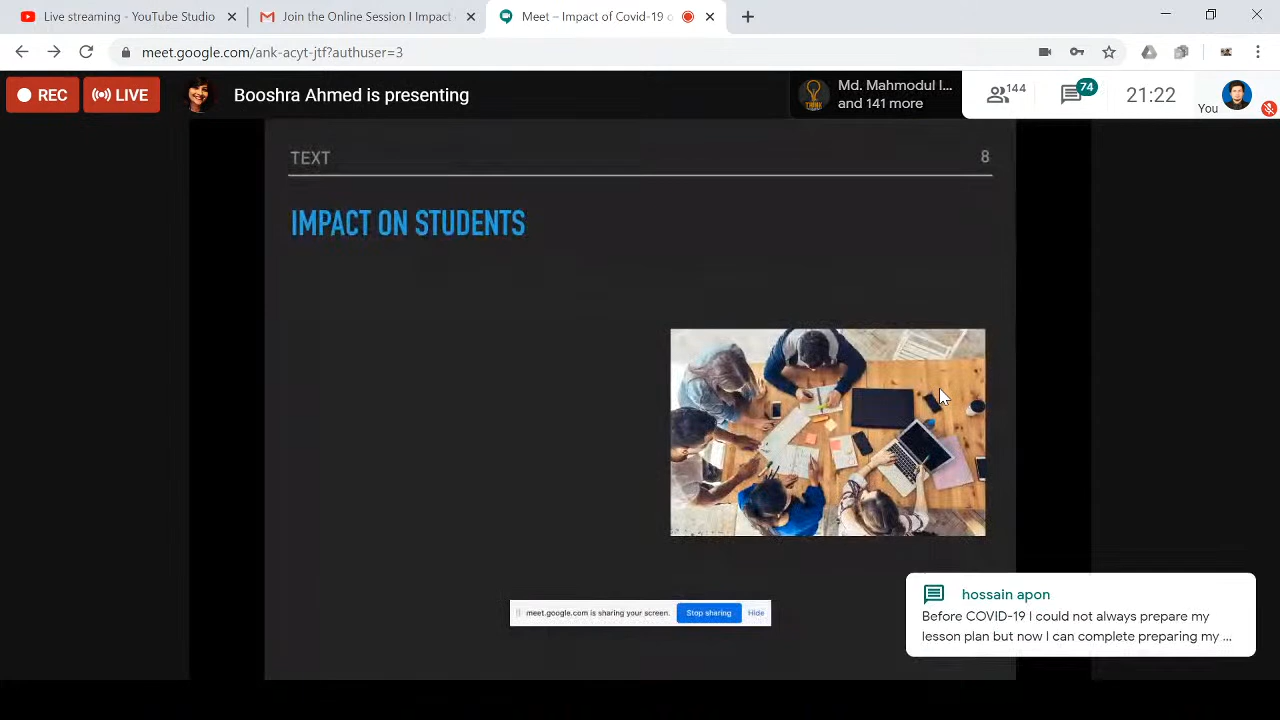 Live streaming - YouTube Studio
Join the Online Session I Impact
Meet – Impact of Covid-19 o
meet.google.com/ank-acyt-jtf?authuser=3
REC
LIVE
Booshra Ahmed is presenting
Md. Mahmodul I...
and 141 more
144
74
21:22
You
TEXT
8
IMPACT ON STUDENTS
meet.google.com is sharing your screen.
Stop sharing
Hide
hossain apon
Before COVID-19 I could not always prepare my
lesson plan but now I can complete preparing my ...